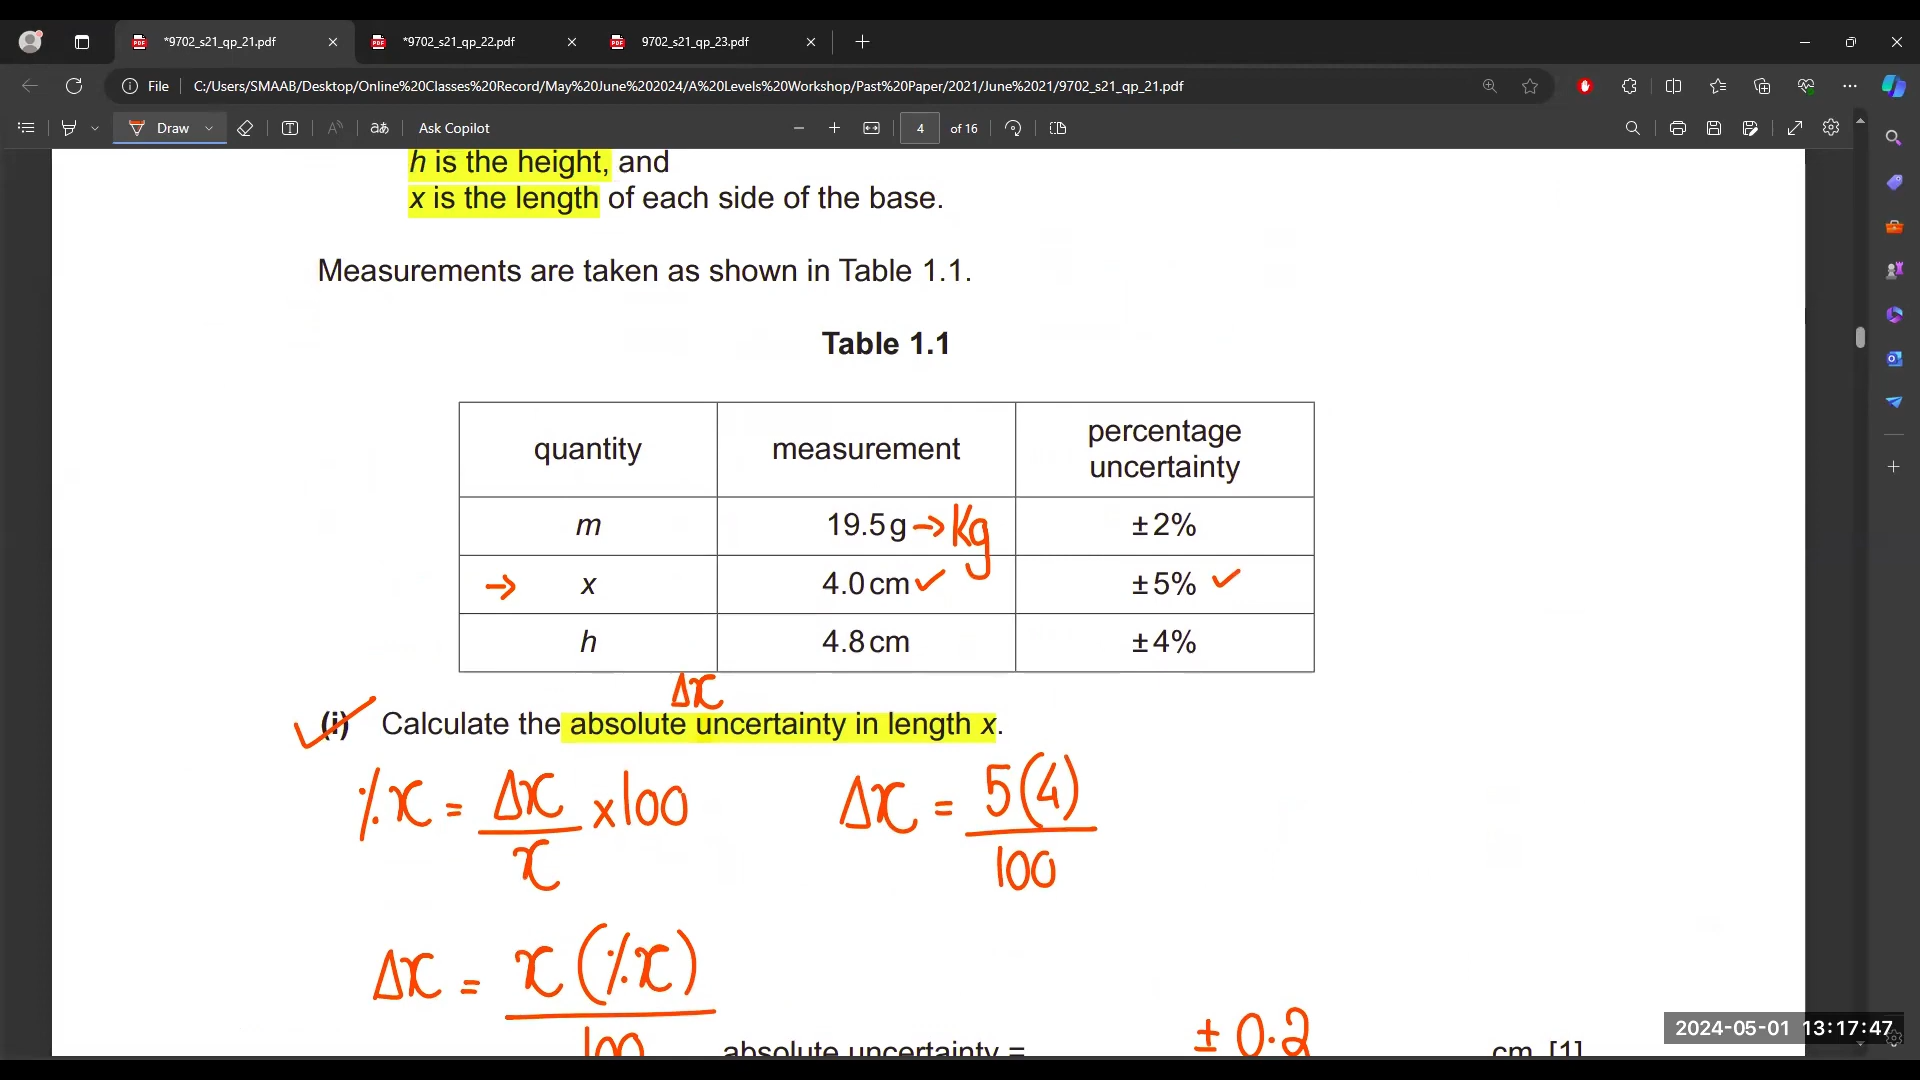 *9702_s21_qp_21.pdf
*9702_s21_qp_22.pdf
9702_s21_qp_23.pdf
File
C:/Users/SMAAB/Desktop/Online%20Classes%20Record/May%20June%202024/A%20Levels%20Workshop/Past%20Paper/2021/June%2021/9702_s21_qp_21.pdf
Draw
aあ
Ask Copilot
4 of 16
h is the height, and
x is the length of each side of the base.
Measurements are taken as shown in Table 1.1.
Table 1.1
quantity measurement percentage uncertainty
m 19.5 g → Kg ±2%
→ x 4.0 cm ✓ ±5% ✓
h 4.8 cm ±4%
Δx
✓ (i) Calculate the absolute uncertainty in length x.
%x = Δx/x ×100 Δx = 5(4)/100
Δx = x(%x)/100
absolute uncertainty = ± 0.2 cm [1]
2024-05-01 13:17:47